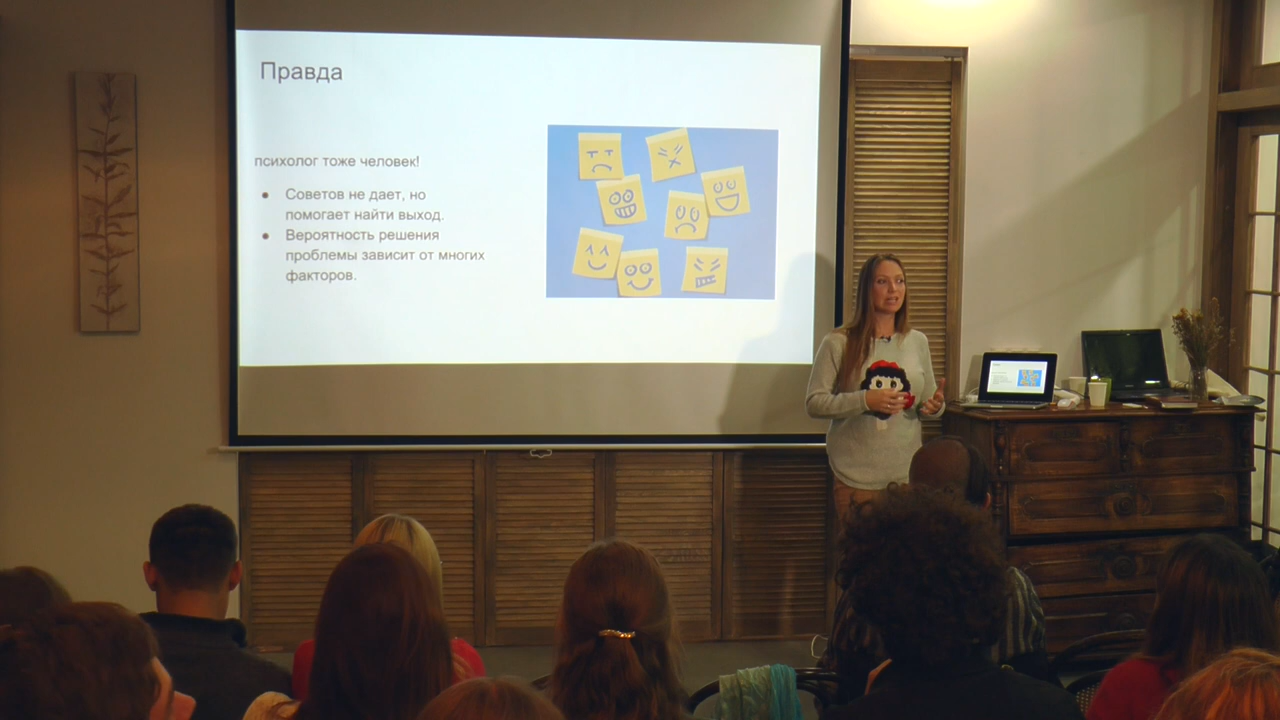 Правда
психолог тоже человек!
● Советов не дает, но
помогает найти выход.
● Вероятность решения
проблемы зависит от многих
факторов.